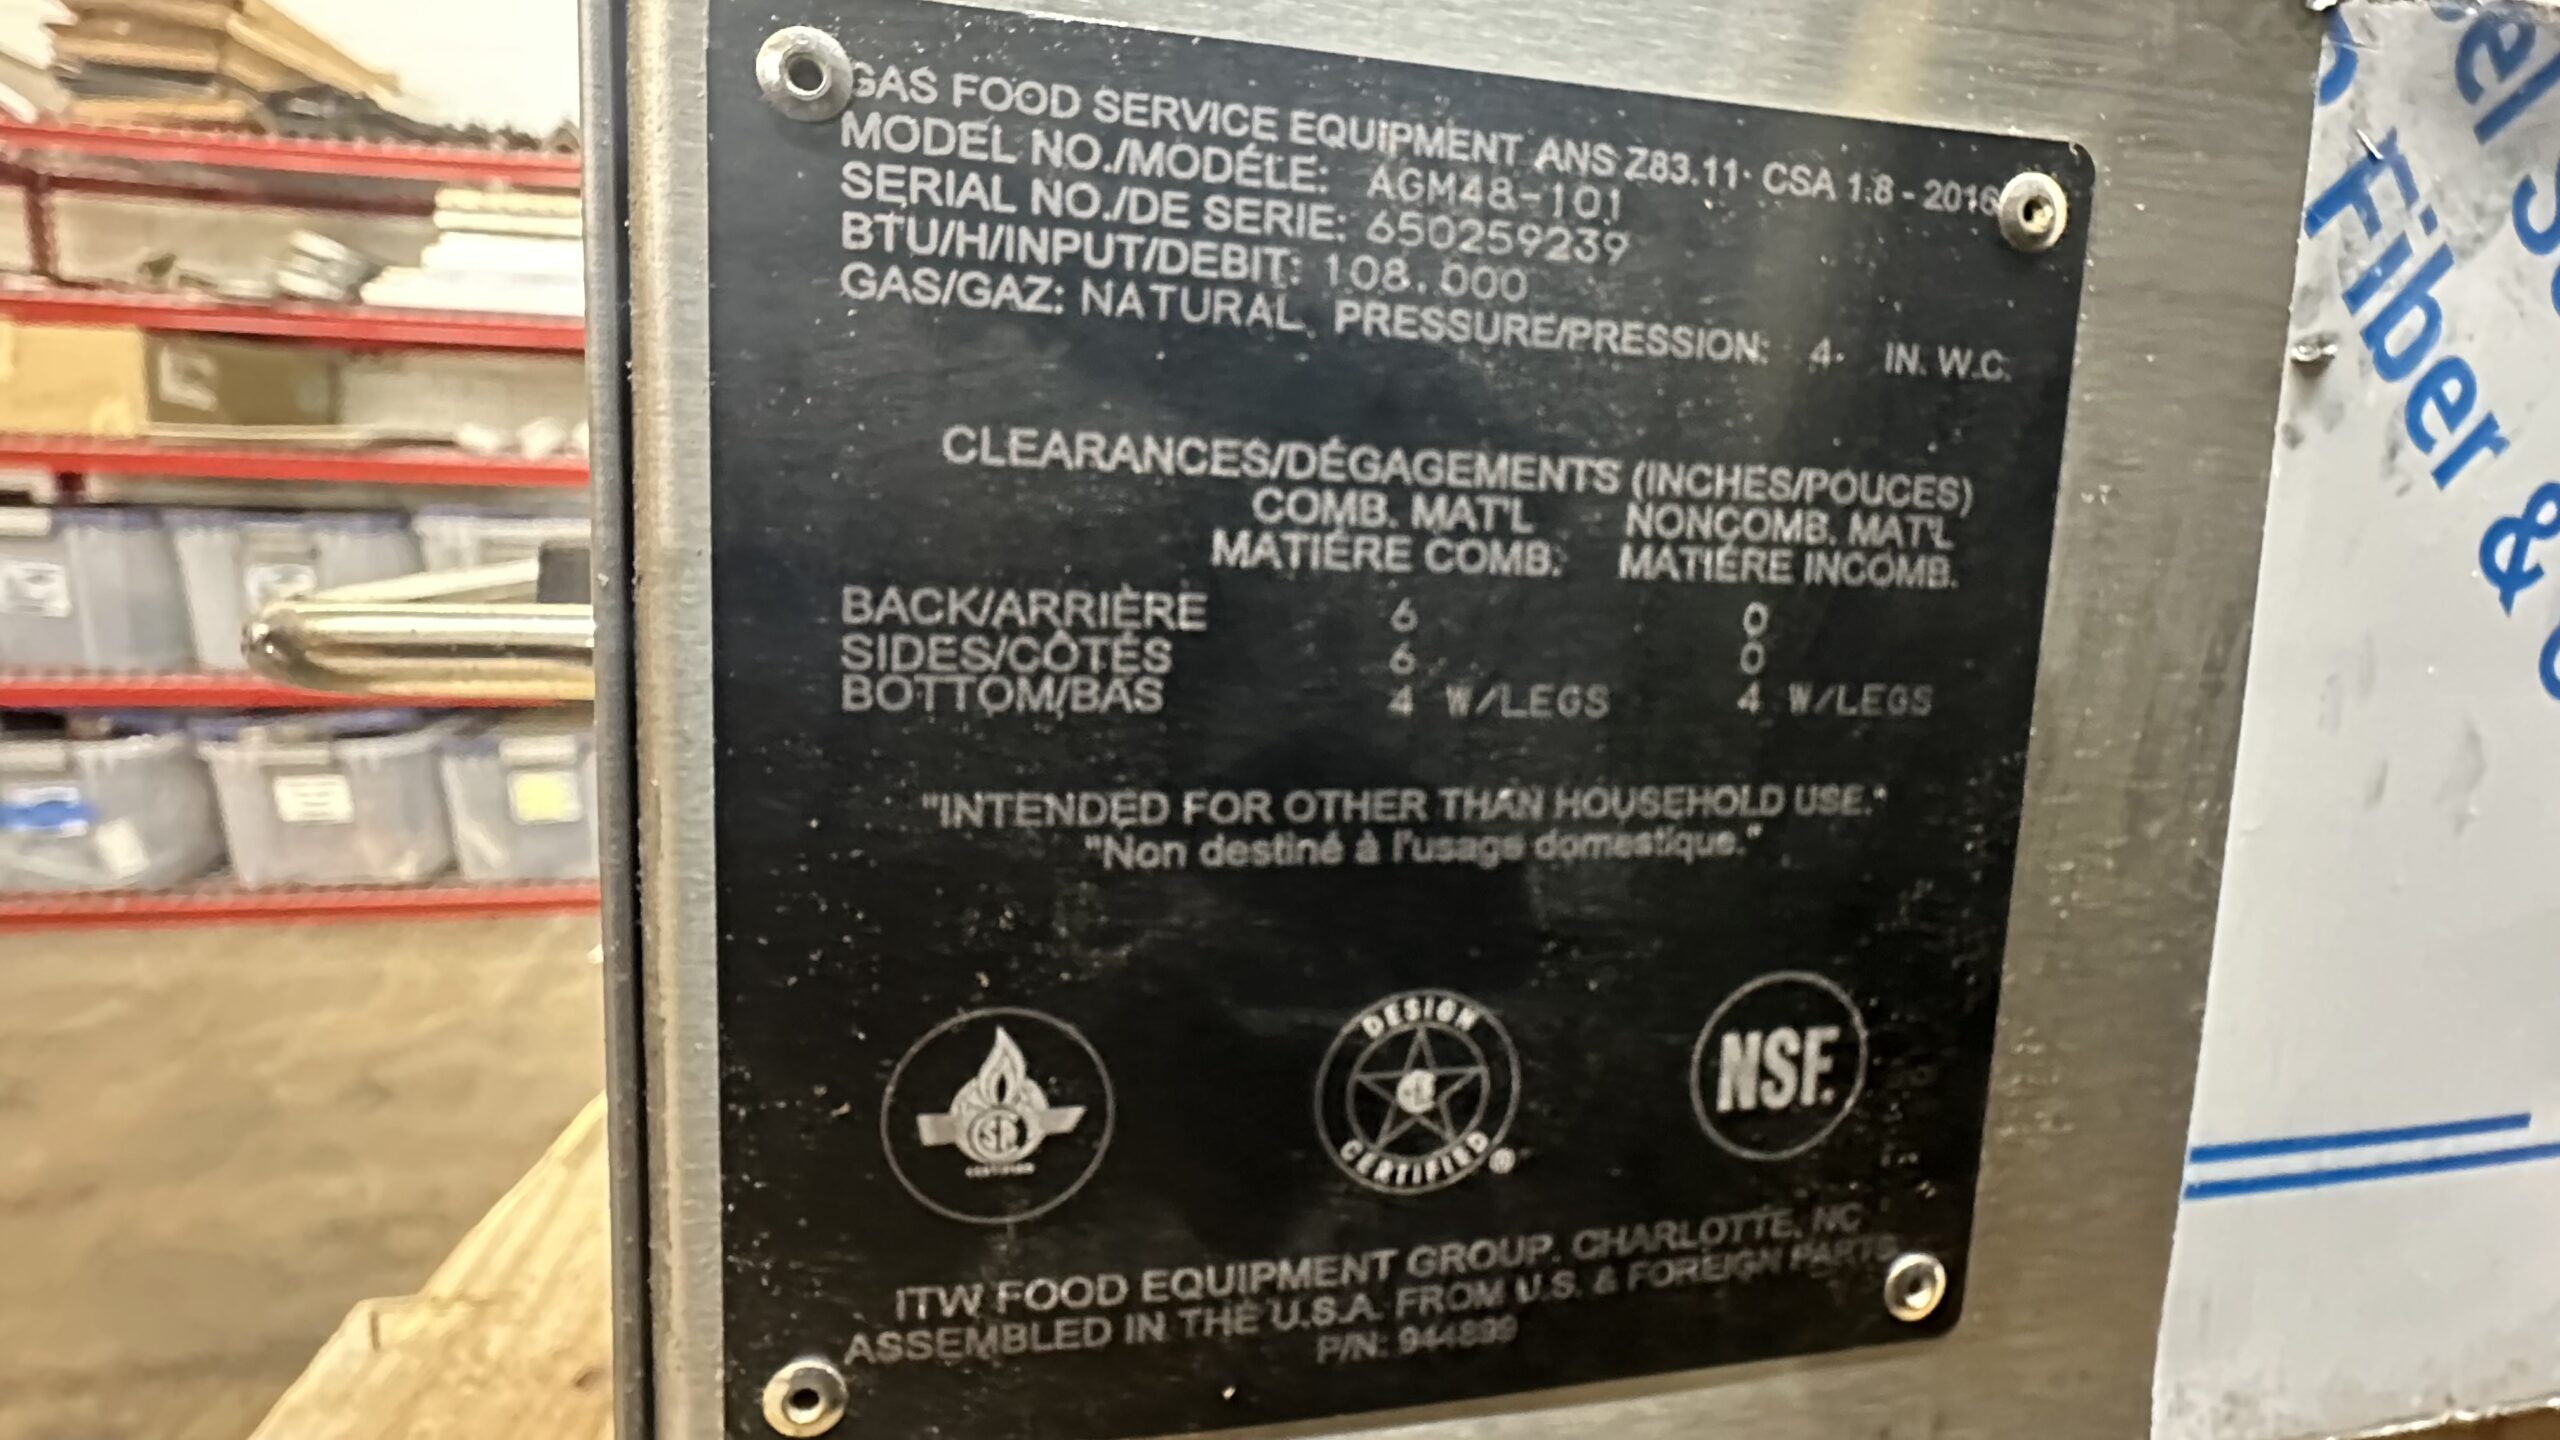 GAS FOOD SERVICE EQUIPMENT ANS Z83.11· CSA 1.8 - 2016
MODEL NO./MODÉLE: AGM48-101
SERIAL NO./DE SERIE: 650259239
BTU/H/INPUT/DEBIT: 108.000
GAS/GAZ: NATURAL PRESSURE/PRESSION: 4. IN. W.C.
CLEARANCES/DÉGAGEMENTS (INCHES/POUCES)
COMB. MAT'L NONCOMB. MAT'L
MATIÉRE COMB. MATIÉRE INCOMB.
BACK/ARRIÈRE 6 0
SIDES/CÔTÉS 6 0
BOTTOM/BAS 4 W/LEGS 4 W/LEGS
"INTENDED FOR OTHER THAN HOUSEHOLD USE."
"Non destiné à l'usage domestique."
DESIGN
CERTIFIED ®
NSF.
ITW FOOD EQUIPMENT GROUP, CHARLOTTE, NC
ASSEMBLED IN THE U.S.A. FROM U.S. & FOREIGN PARTS
P/N: 944899
Fiber &